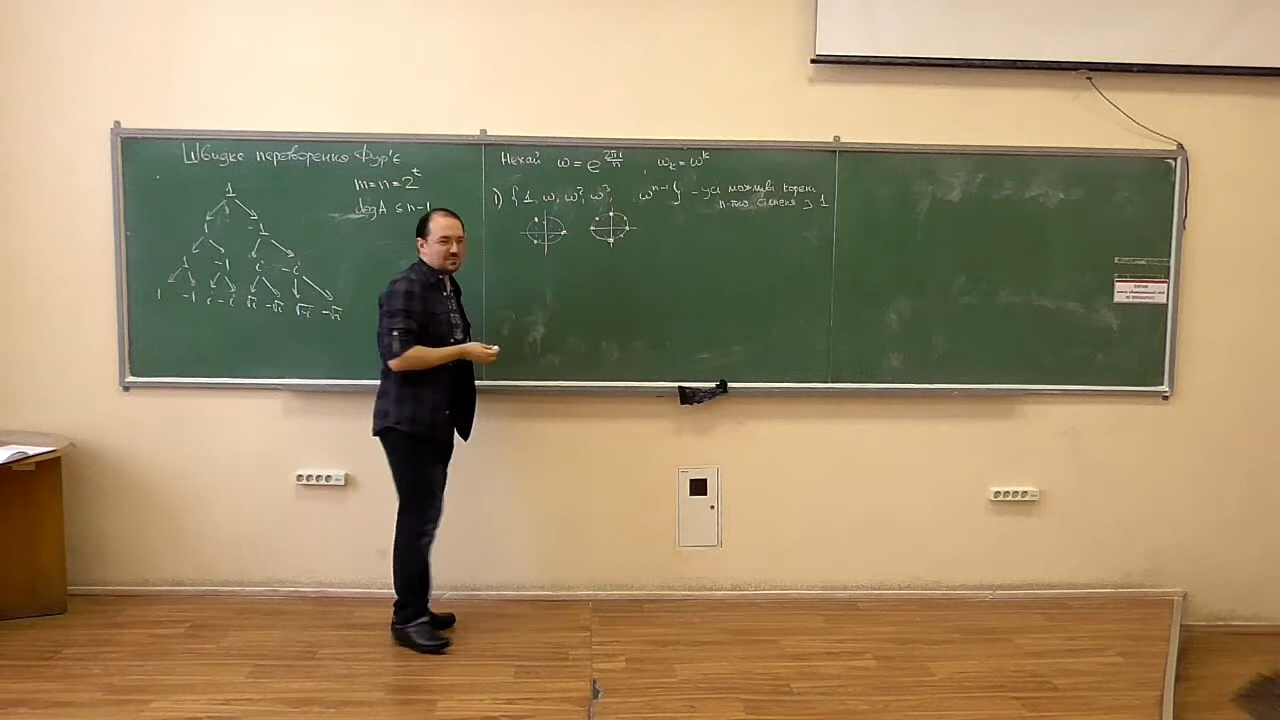 Швидке перетворення Фур'є
m=n=2^t
deg A ≤ n-1
1
1 -1
1 -1 i -i
1 -1 i -i √i -√i √-i -√-i
Нехай ω = e^{2πi/n}, ω_k = ω^k
1) {1, ω, ω², ω³, ω^{n-1}} - усі можливі корені
n-того степеня з 1